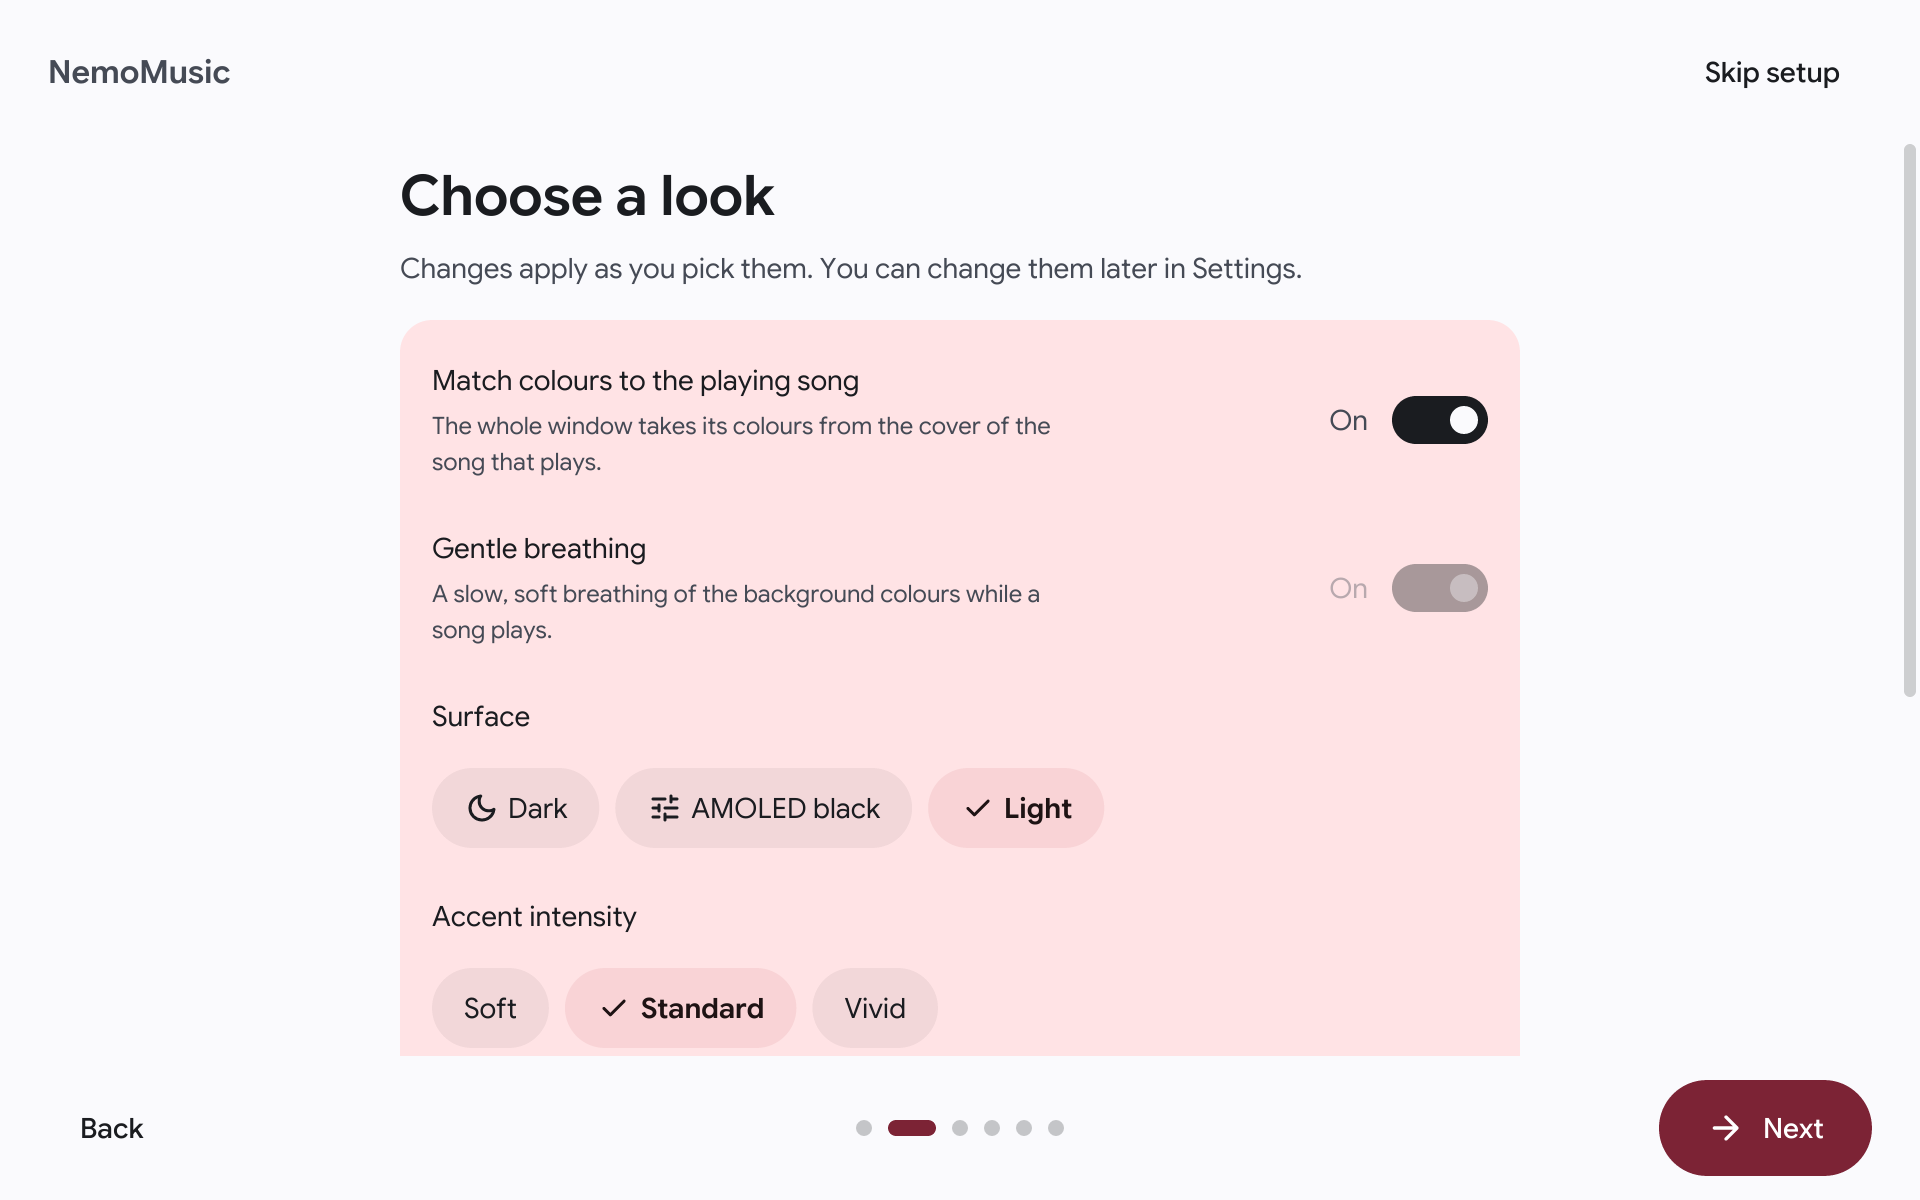 NemoMusic
Skip setup
Choose a look
Changes apply as you pick them. You can change them later in Settings.
Match colours to the playing song
The whole window takes its colours from the cover of the
song that plays.
On
Gentle breathing
A slow, soft breathing of the background colours while a
song plays.
On
Surface
Dark
AMOLED black
Light
Accent intensity
Soft
Standard
Vivid
Back
Next